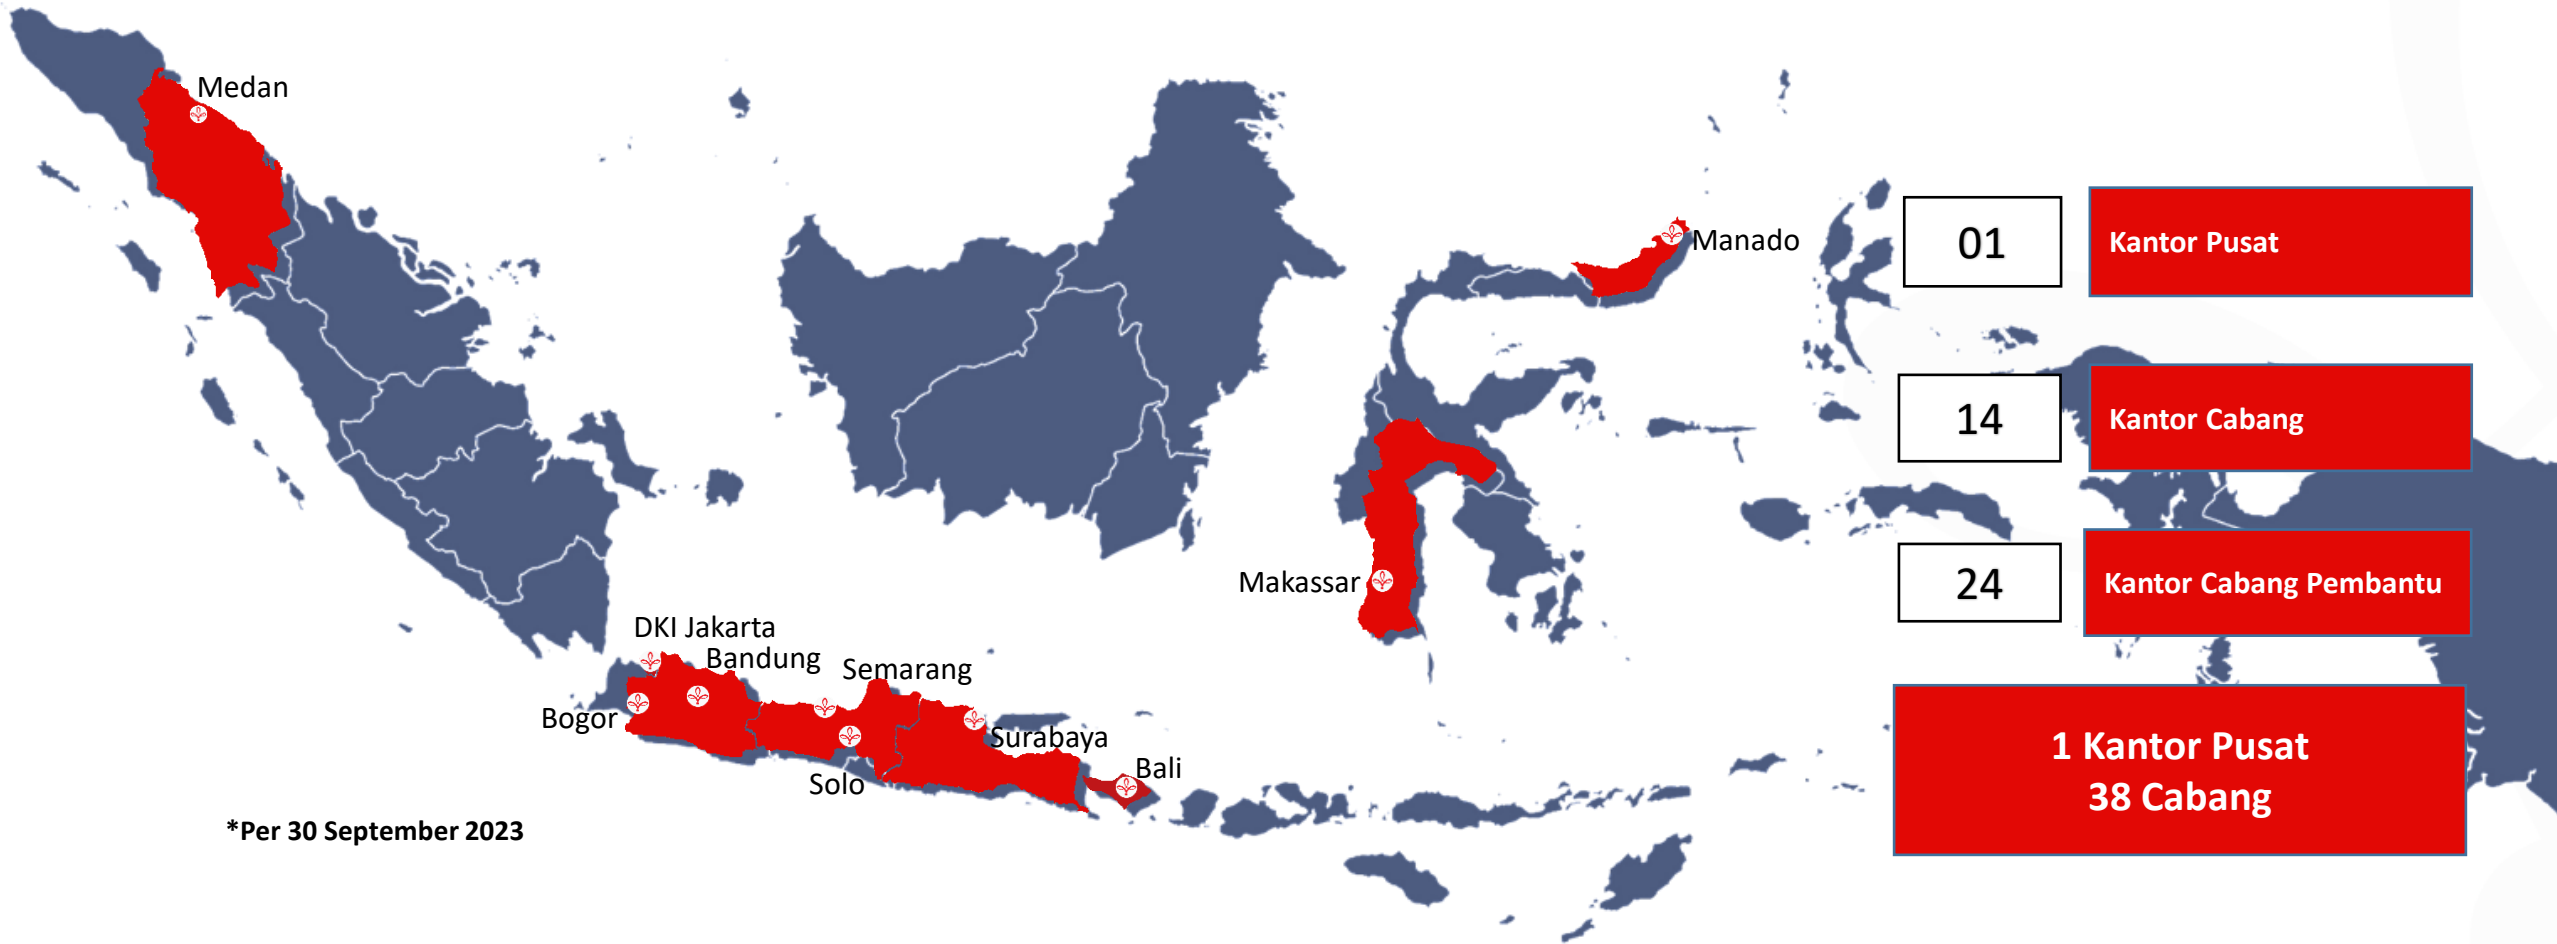 Medan
Manado
Makassar
DKI Jakarta
Bandung
Semarang
Bogor
Surabaya
Solo
Bali
*Per 30 September 2023
01
Kantor Pusat
14
Kantor Cabang
24
Kantor Cabang Pembantu
1 Kantor Pusat
38 Cabang